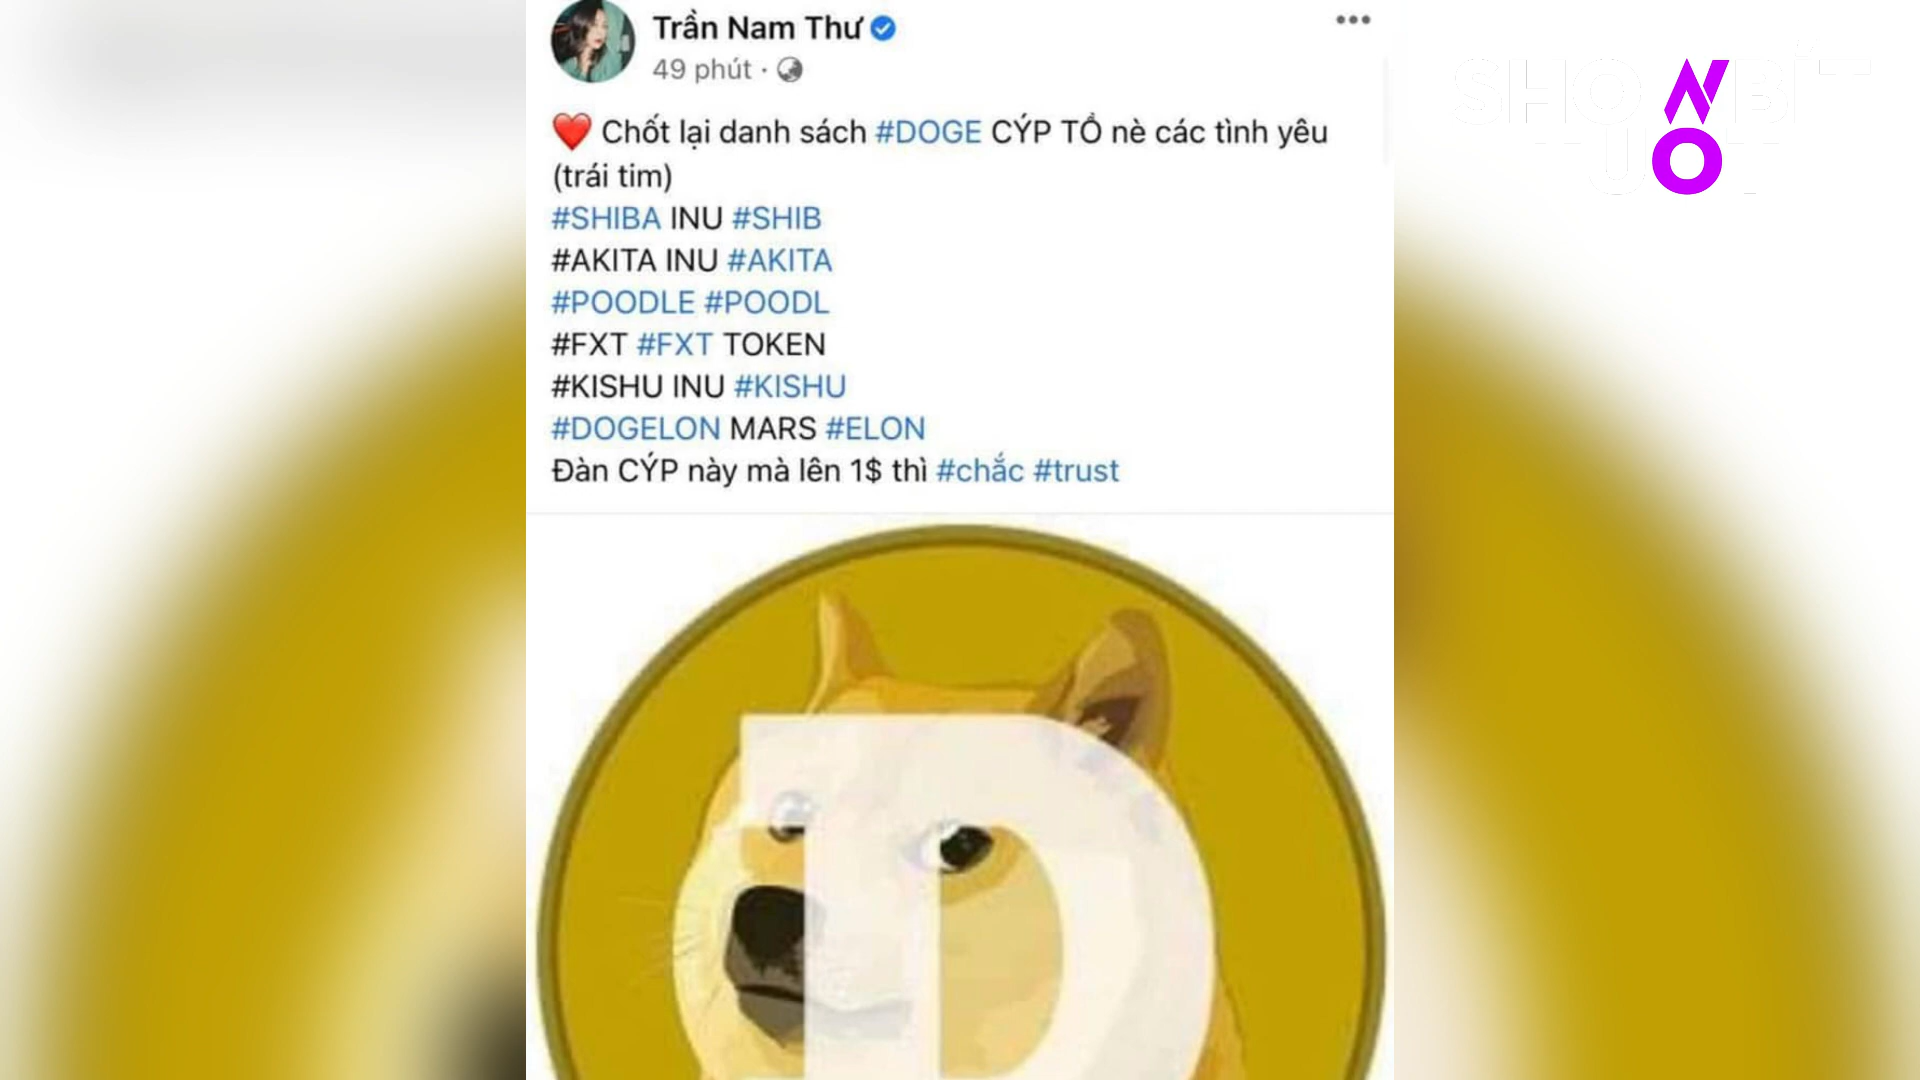 Trần Nam Thư
49 phút ·
❤️ Chốt lại danh sách #DOGE CÝP TỔ nè các tình yêu
(trái tim)
#SHIBA INU #SHIB
#AKITA INU #AKITA
#POODLE #POODL
#FXT #FXT TOKEN
#KISHU INU #KISHU
#DOGELON MARS #ELON
Đàn CÝP này mà lên 1$ thì #chắc #trust
D